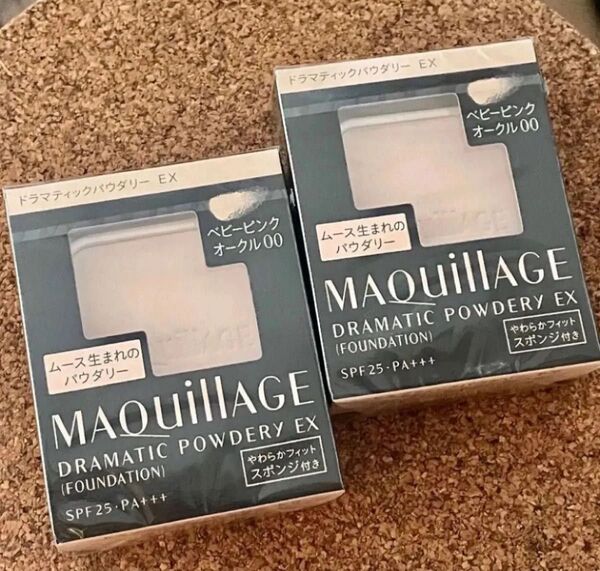 ドラマティックパウダリー EX
ベビーピンク
オークル00
ムース生まれの
パウダリー
MAQuillAGE
DRAMATIC POWDERY EX
(FOUNDATION)
やわらかフィット
スポンジ付き
SPF25・PA+++
ドラマティックパウダリー EX
ベビーピンク
オークル00
ムース生まれの
パウダリー
MAQuillAGE
DRAMATIC POWDERY EX
(FOUNDATION)
やわらかフィット
スポンジ付き
SPF25・PA+++